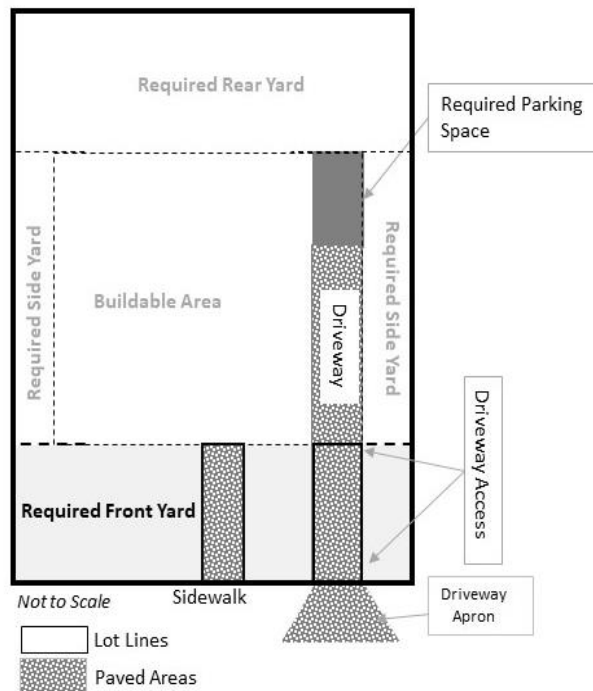 Required Rear Yard
Required Parking
Space
Required Side Yard
Buildable Area
Driveway
Required Side Yard
Driveway Access
Required Front Yard
Not to Scale
Sidewalk
Driveway
Apron
Lot Lines
Paved Areas